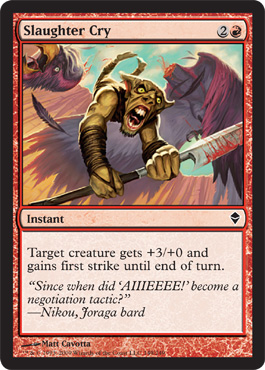 Slaughter Cry 2
Instant
Target creature gets +3/+0 and
gains first strike until end of turn.
“Since when did ‘AIIIEEEE!’ become a
negotiation tactic?”
—Nikou, Joraga bard
Matt Cavotta